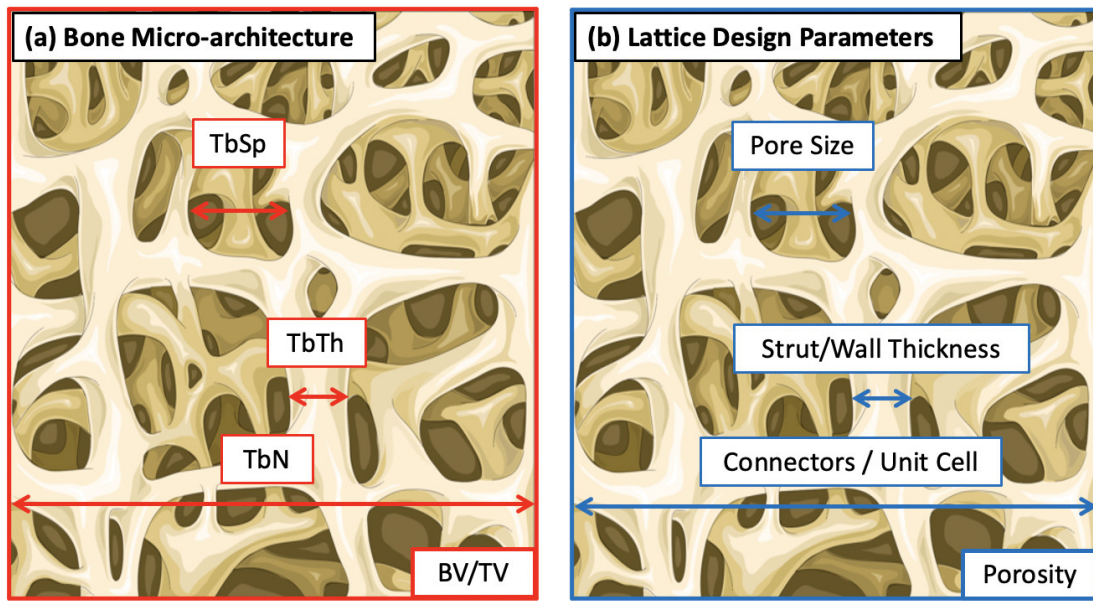 (a) Bone Micro-architecture
TbSp
TbTh
TbN
BV/TV
(b) Lattice Design Parameters
Pore Size
Strut/Wall Thickness
Connectors / Unit Cell
Porosity